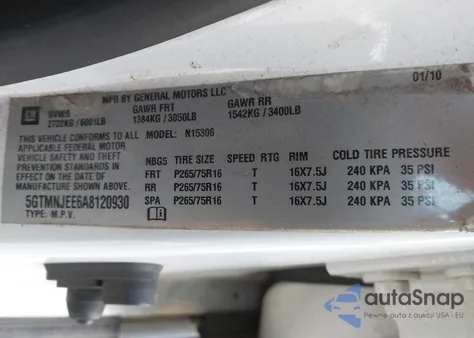 MFD BY GENERAL MOTORS LLC
01/10
GM
GVWR
GAWR FRT
GAWR RR
2722KG / 6001LB
1384KG / 3050LB
1542KG / 3400LB
THIS VEHICLE CONFORMS TO ALL
APPLICABLE FEDERAL MOTOR
VEHICLE SAFETY AND THEFT
PREVENTION STANDARDS IN
EFFECT ON THE DATE OF
MANUFACTURE SHOWN ABOVE.
5GTMNJEE6A8120930
TYPE: M.P.V.
MODEL: N15306
NBGS TIRE SIZE SPEED RTG RIM COLD TIRE PRESSURE
FRT P265/75R16 T 16X7.5J 240 KPA 35 PSI
RR P265/75R16 T 16X7.5J 240 KPA 35 PSI
SPA P265/75R16 T 16X7.5J 240 KPA 35 PSI
autoSnap
Podgląd z aukcji USA - EU